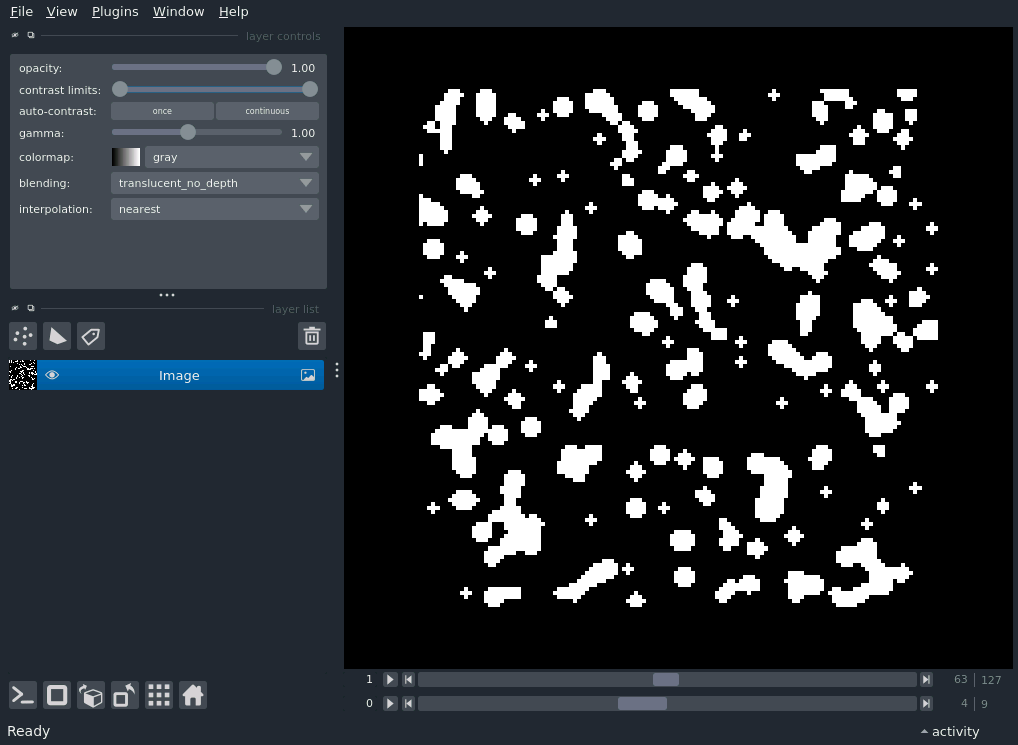 File View Plugins Window Help
layer controls
opacity: 1.00
contrast limits:
auto-contrast: once continuous
gamma: 1.00
colormap: gray
blending: translucent_no_depth
interpolation: nearest
layer list
Image
1 63 127
0 4 9
Ready activity